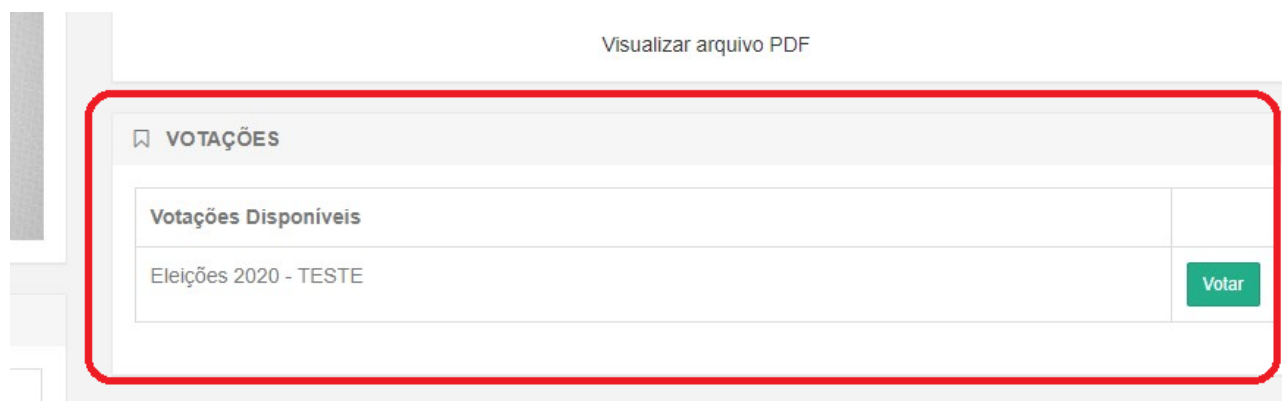 Visualizar arquivo PDF
VOTAÇÕES
Votações Disponíveis
Eleições 2020 - TESTE
Votar